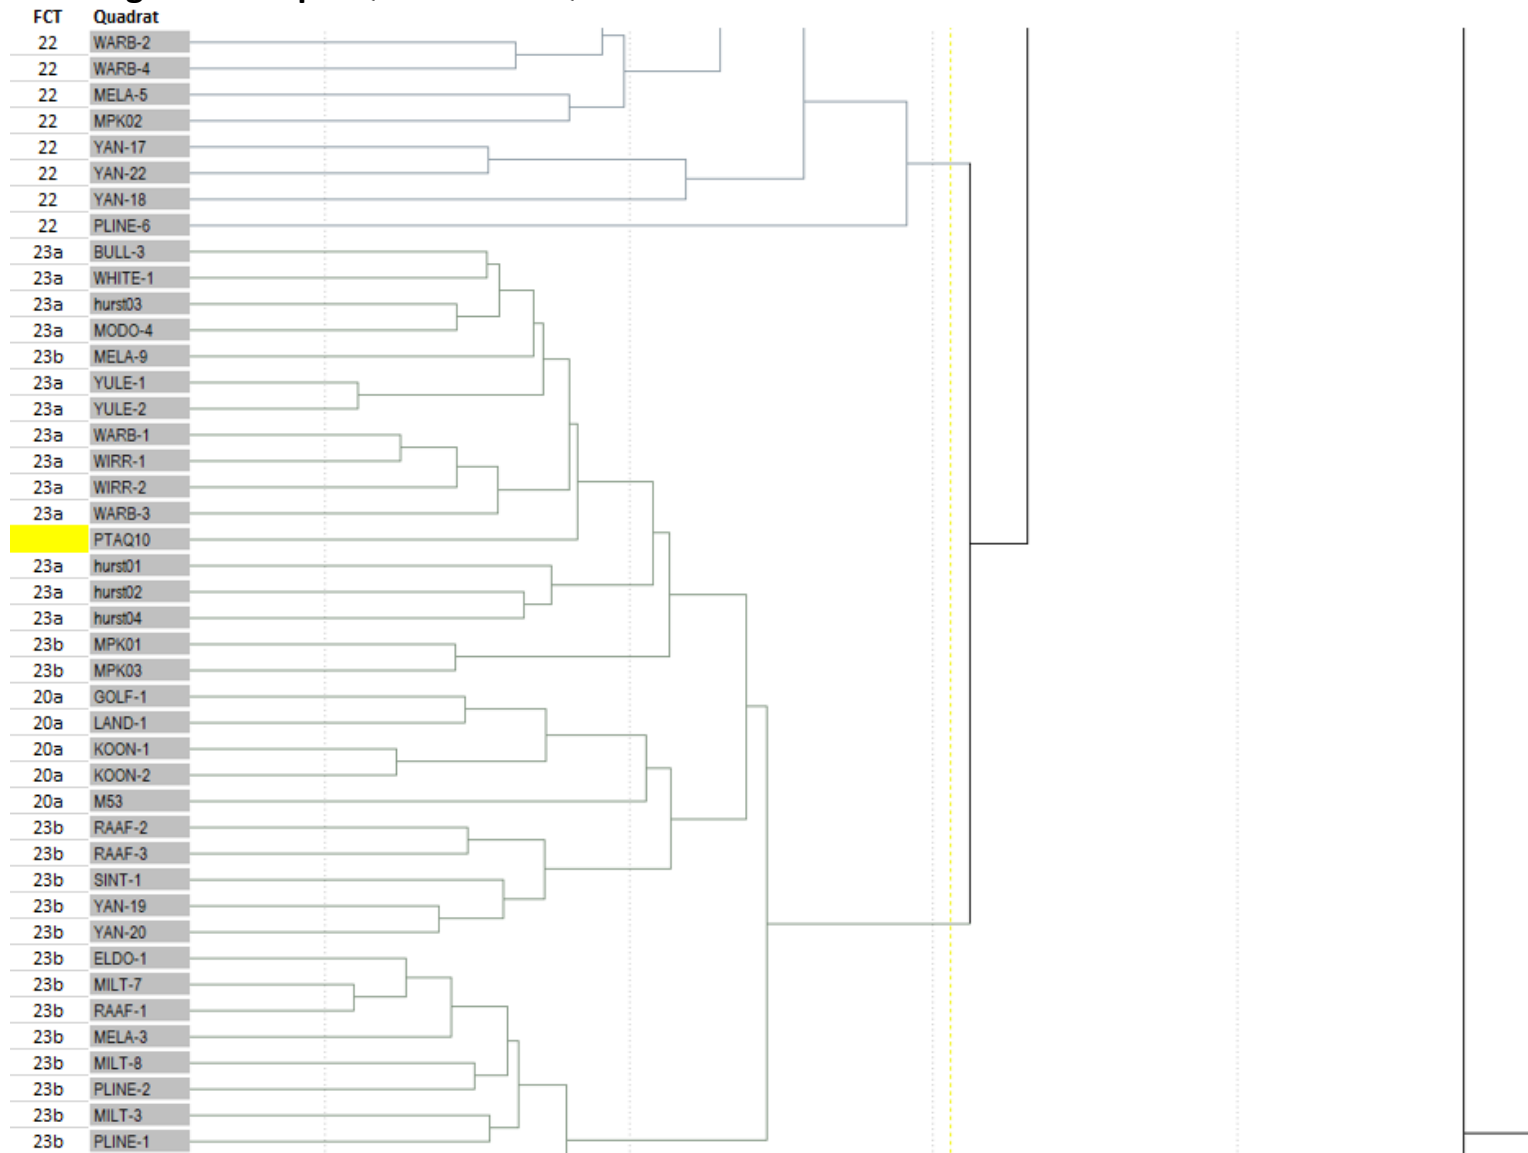 FCT Quadrat
22 WARB-2
22 WARB-4
22 MELA-5
22 MPK02
22 YAN-17
22 YAN-22
22 YAN-18
22 PLINE-6
23a BULL-3
23a WHITE-1
23a hurst03
23a MODO-4
23b MELA-9
23a YULE-1
23a YULE-2
23a WARB-1
23a WIRR-1
23a WIRR-2
23a WARB-3
PTAQ10
23a hurst01
23a hurst02
23a hurst04
23b MPK01
23b MPK03
20a GOLF-1
20a LAND-1
20a KOON-1
20a KOON-2
20a M53
23b RAAF-2
23b RAAF-3
23b SINT-1
23b YAN-19
23b YAN-20
23b ELDO-1
23b MILT-7
23b RAAF-1
23b MELA-3
23b MILT-8
23b PLINE-2
23b MILT-3
23b PLINE-1